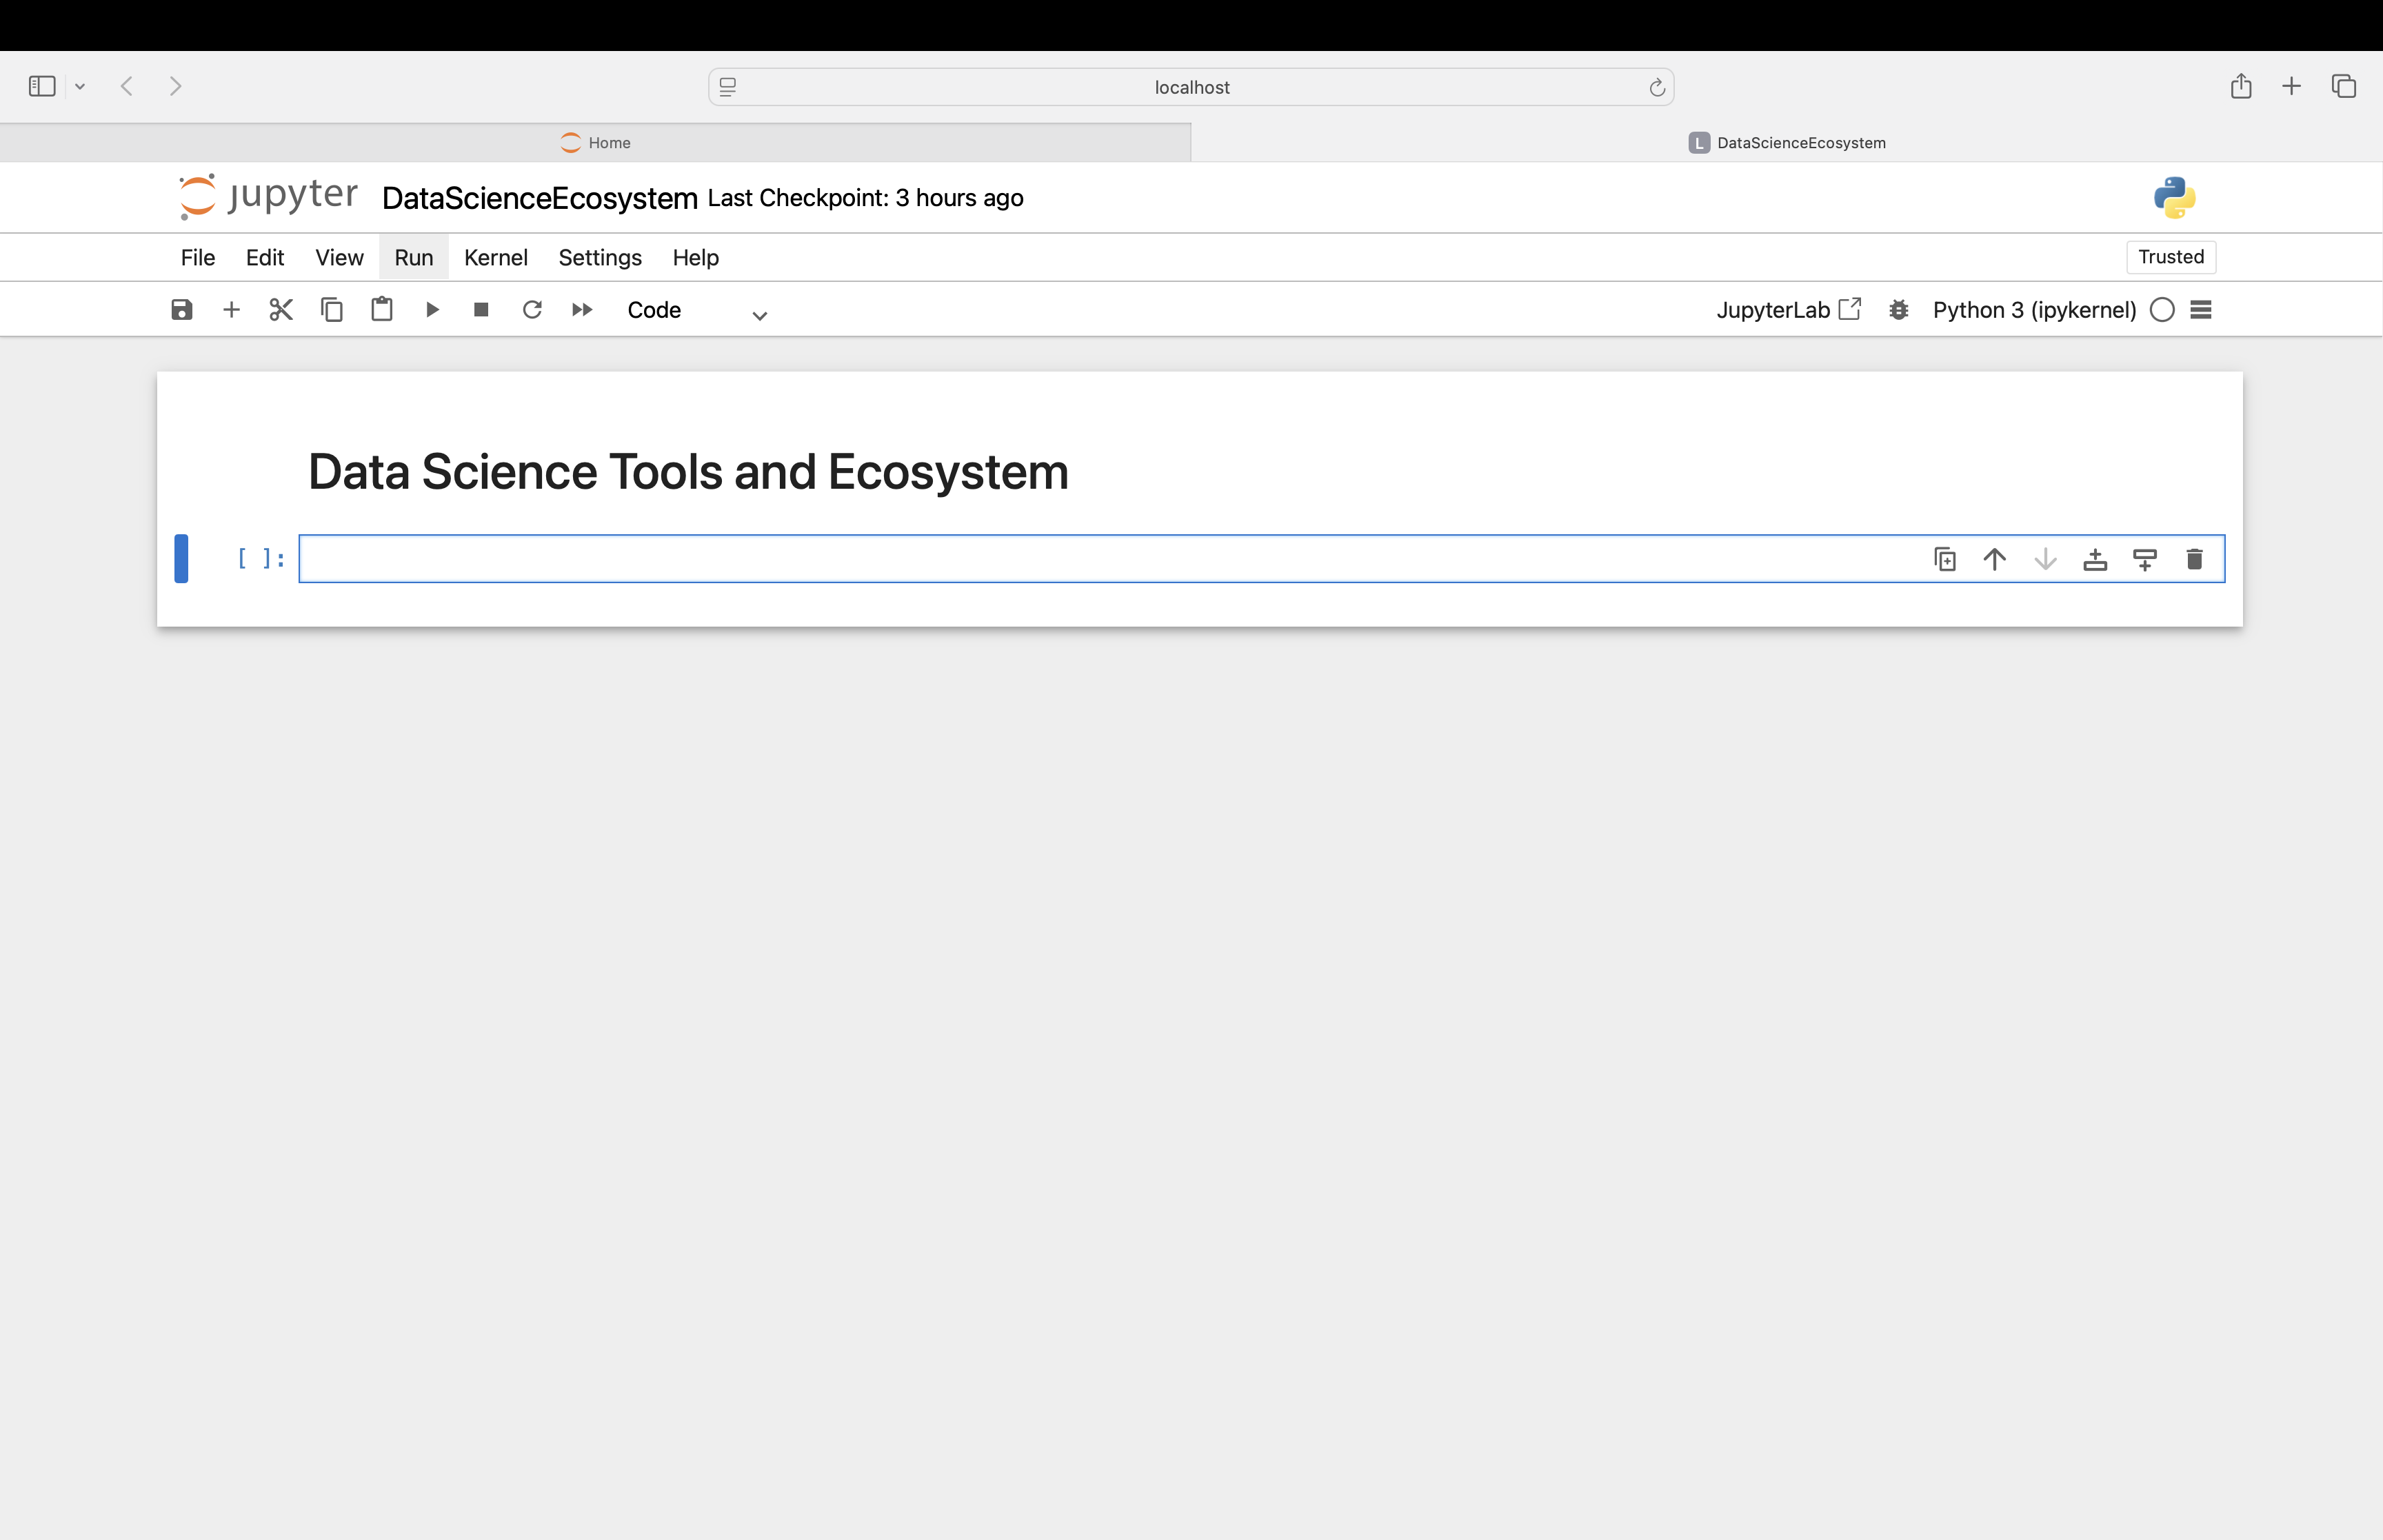 localhost
Home
L DataScienceEcosystem
jupyter DataScienceEcosystem Last Checkpoint: 3 hours ago
File Edit View Run Kernel Settings Help Trusted
Code JupyterLab Python 3 (ipykernel)
Data Science Tools and Ecosystem
[ ]: